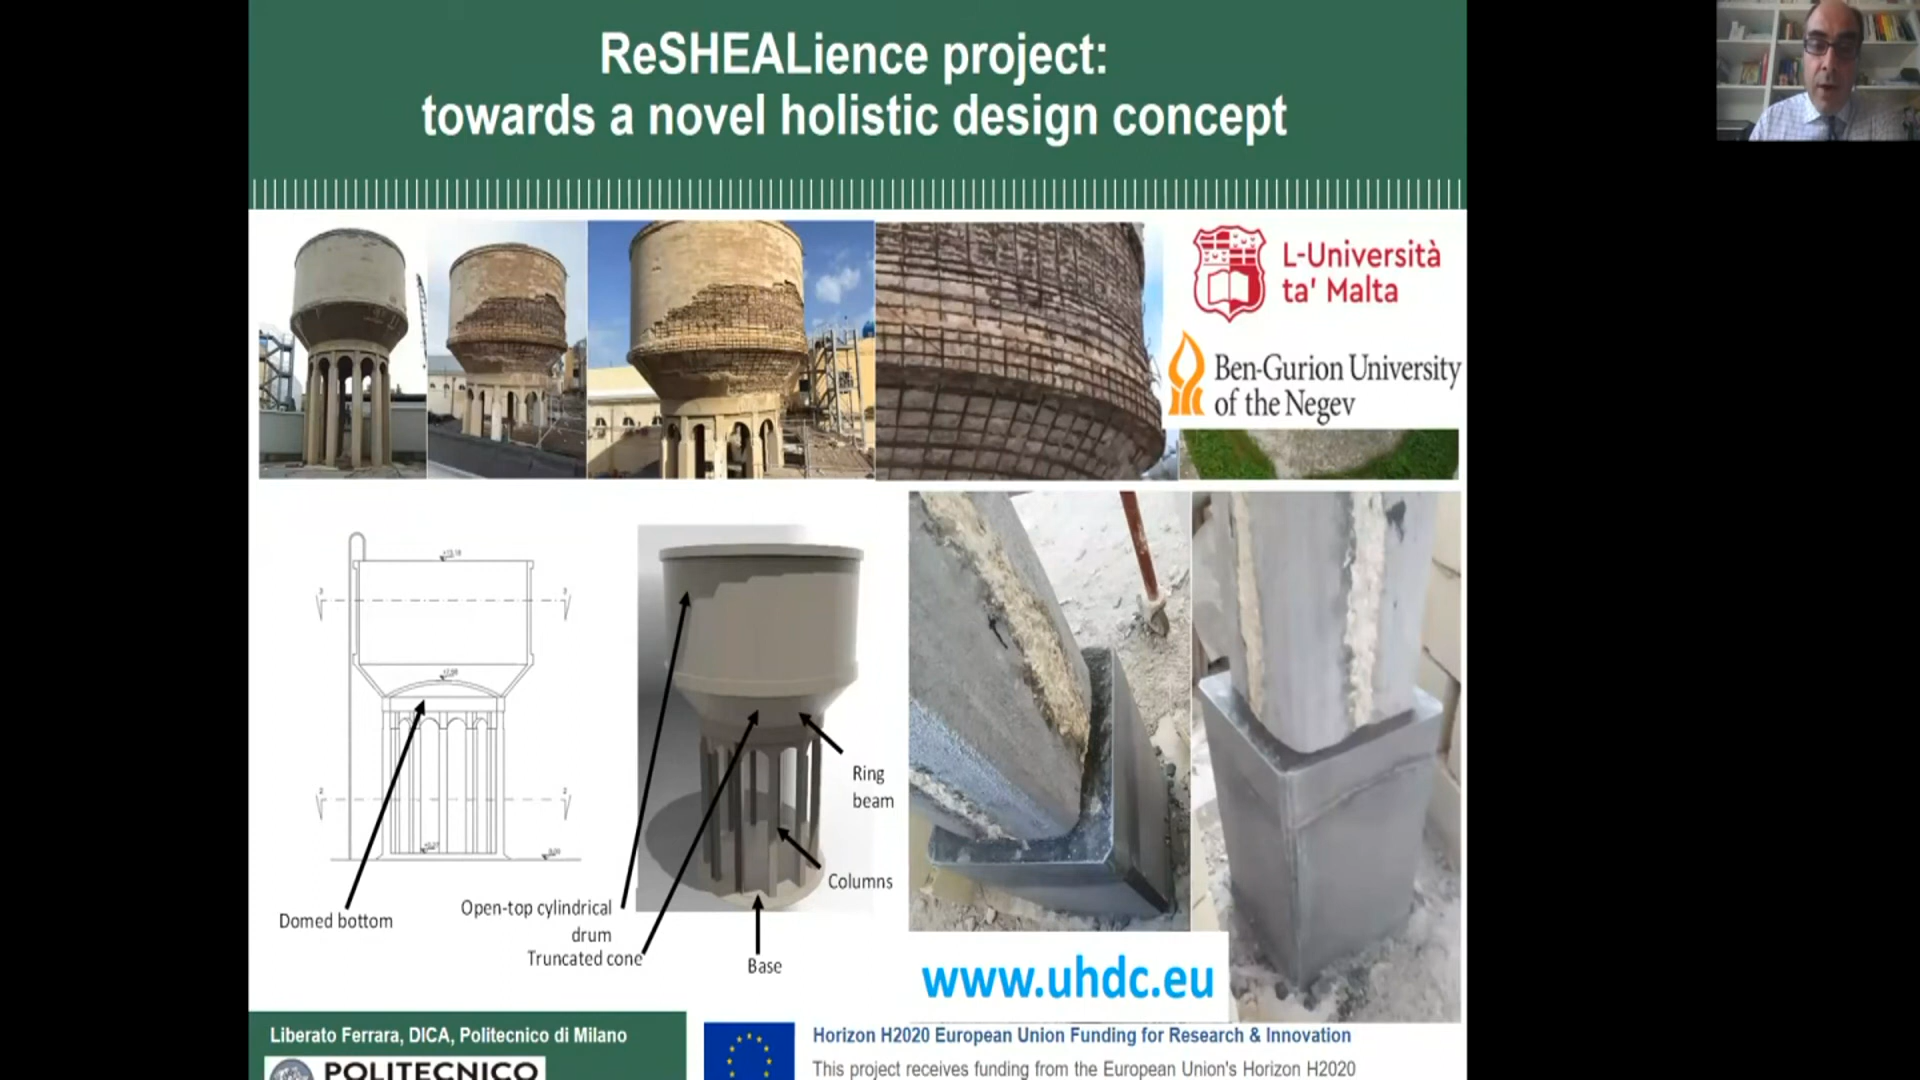 ReSHEALience project:
towards a novel holistic design concept
L-Università
ta' Malta
Ben-Gurion University
of the Negev
Ring
beam
Columns
Open-top cylindrical
drum
Domed bottom
Truncated cone
Base
www.uhdc.eu
Liberato Ferrara, DICA, Politecnico di Milano
POLITECNICO
Horizon H2020 European Union Funding for Research & Innovation
This project receives funding from the European Union's Horizon H2020